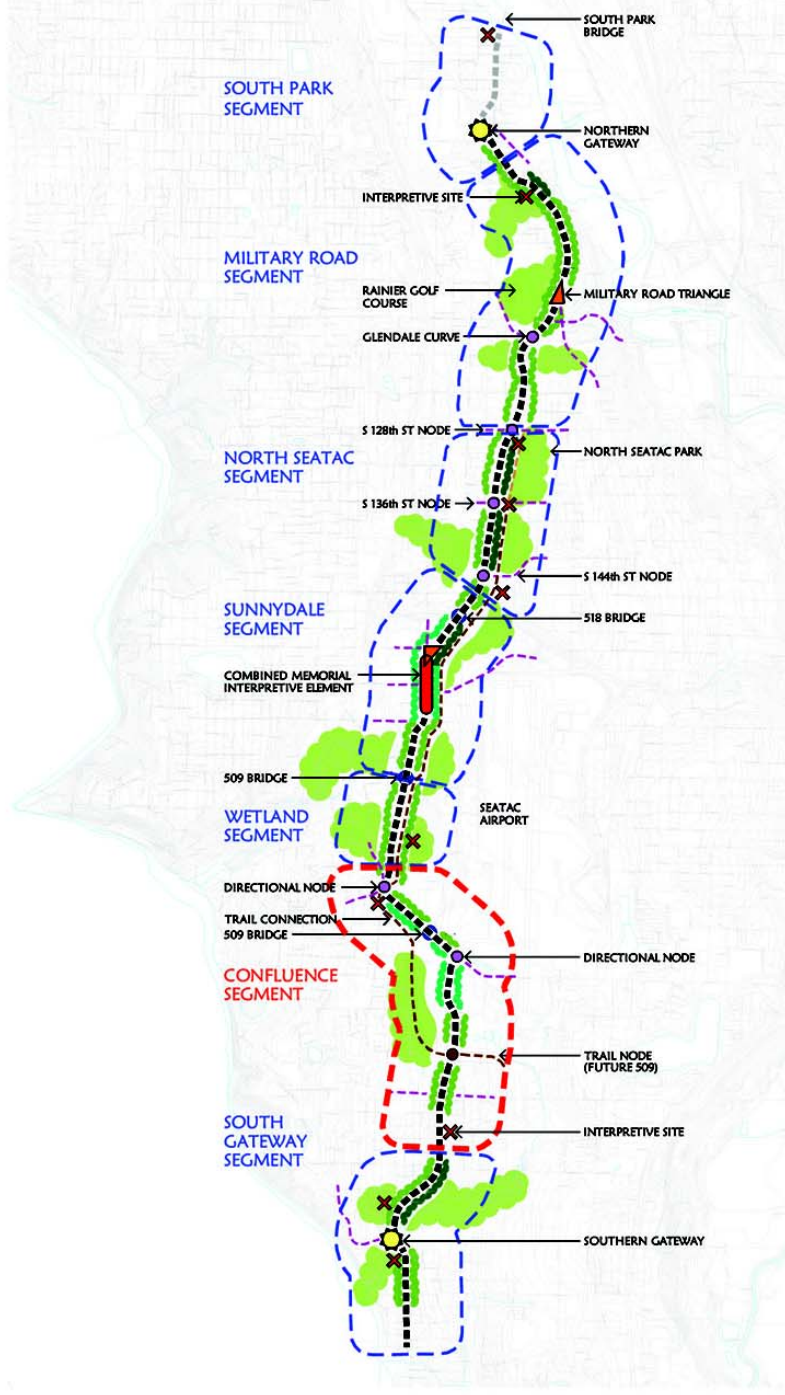 SOUTH PARK
BRIDGE
SOUTH PARK
SEGMENT
NORTHERN
GATEWAY
INTERPRETIVE SITE
MILITARY ROAD
SEGMENT
RAINIER GOLF
COURSE
MILITARY ROAD TRIANGLE
GLENDALE CURVE
S 128th ST NODE
NORTH SEATAC
SEGMENT
NORTH SEATAC PARK
S 136th ST NODE
S 144th ST NODE
SUNNYDALE
SEGMENT
518 BRIDGE
COMBINED MEMORIAL
INTERPRETIVE ELEMENT
509 BRIDGE
WETLAND
SEGMENT
SEATAC
AIRPORT
DIRECTIONAL NODE
TRAIL CONNECTION
509 BRIDGE
DIRECTIONAL NODE
CONFLUENCE
SEGMENT
TRAIL NODE
(FUTURE 509)
SOUTH
GATEWAY
SEGMENT
INTERPRETIVE SITE
SOUTHERN GATEWAY